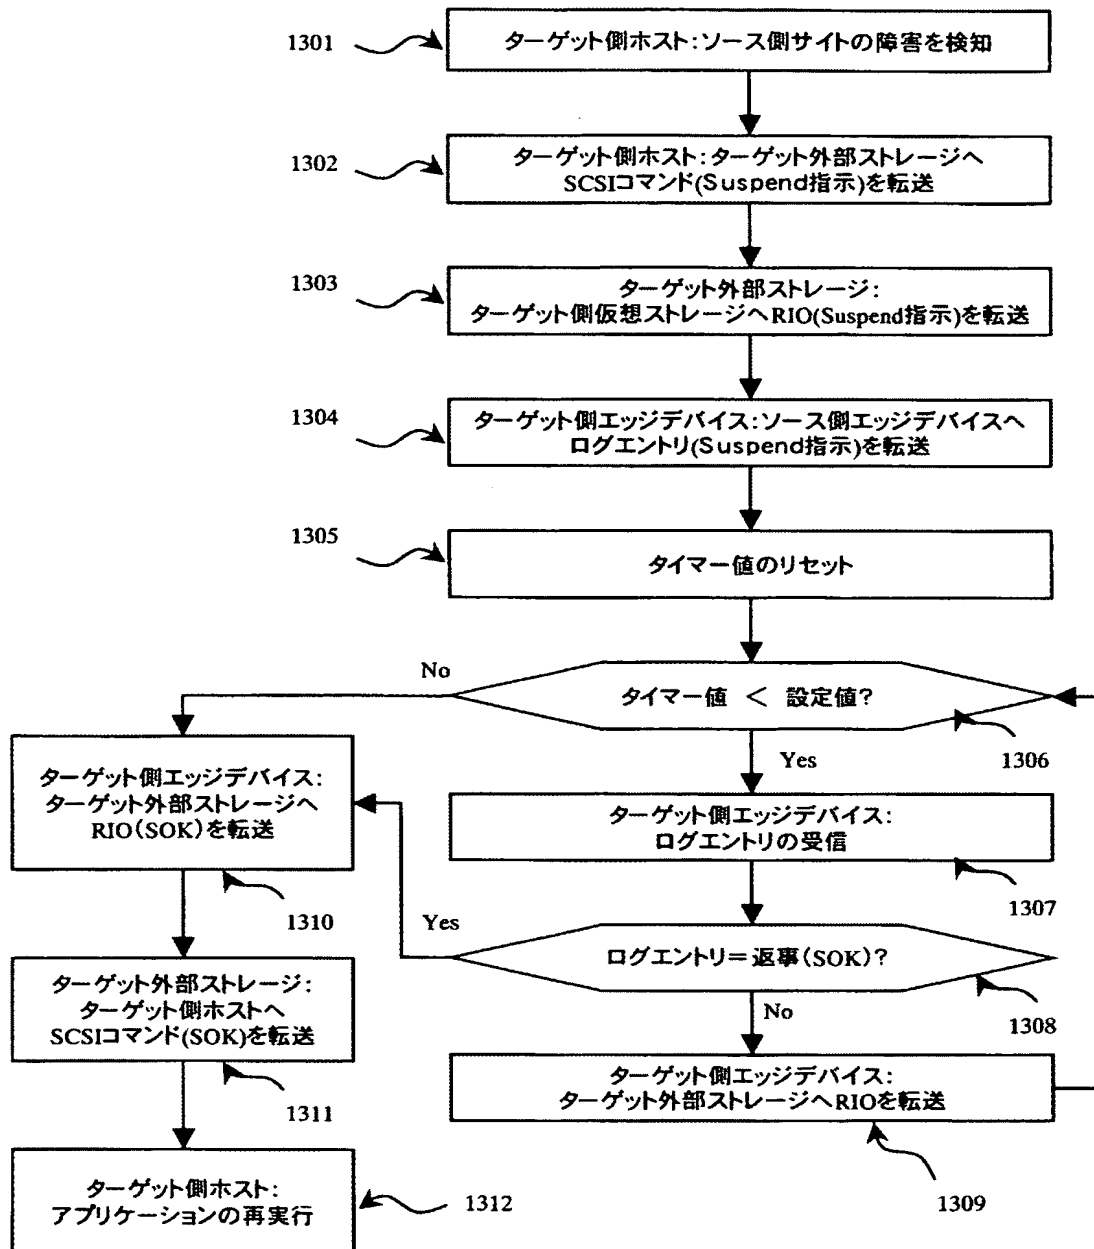 1301
ターゲット側ホスト:ソース側サイトの障害を検知
1302
ターゲット側ホスト:ターゲット外部ストレージへ
SCSIコマンド(Suspend指示)を転送
1303
ターゲット外部ストレージ:
ターゲット側仮想ストレージへRIO(Suspend指示)を転送
1304
ターゲット側エッジデバイス:ソース側エッジデバイスへ
ログエントリ(Suspend指示)を転送
1305
タイマー値のリセット
No
タイマー値 < 設定値?
1306
Yes
ターゲット側エッジデバイス:
ターゲット外部ストレージへ
RIO(SOK)を転送
1310
ターゲット側エッジデバイス:
ログエントリの受信
1307
Yes
ログエントリ=返事(SOK)?
1308
No
ターゲット外部ストレージ:
ターゲット側ホストへ
SCSIコマンド(SOK)を転送
1311
ターゲット側エッジデバイス:
ターゲット外部ストレージへRIOを転送
1309
ターゲット側ホスト:
アプリケーションの再実行
1312